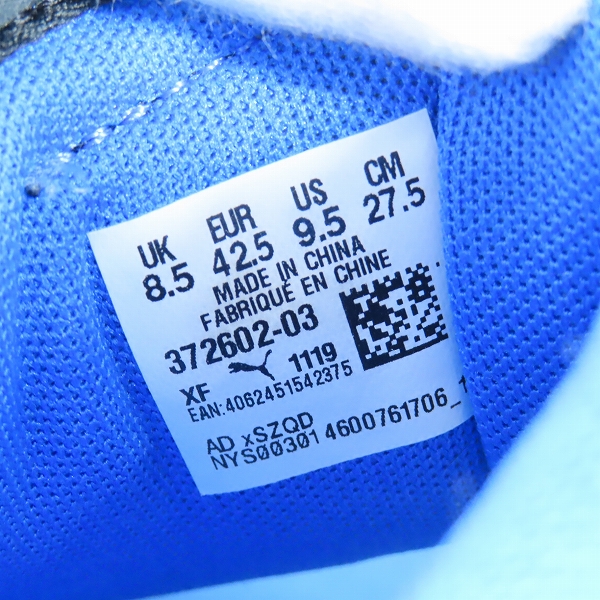 UK EUR US CM
8.5 42.5 9.5 27.5
MADE IN CHINA
FABRIQUÉ EN CHINE
372602-03
XF 1119
EAN:4062451542375
AD xSZQD
NYS00301 4600761706_1